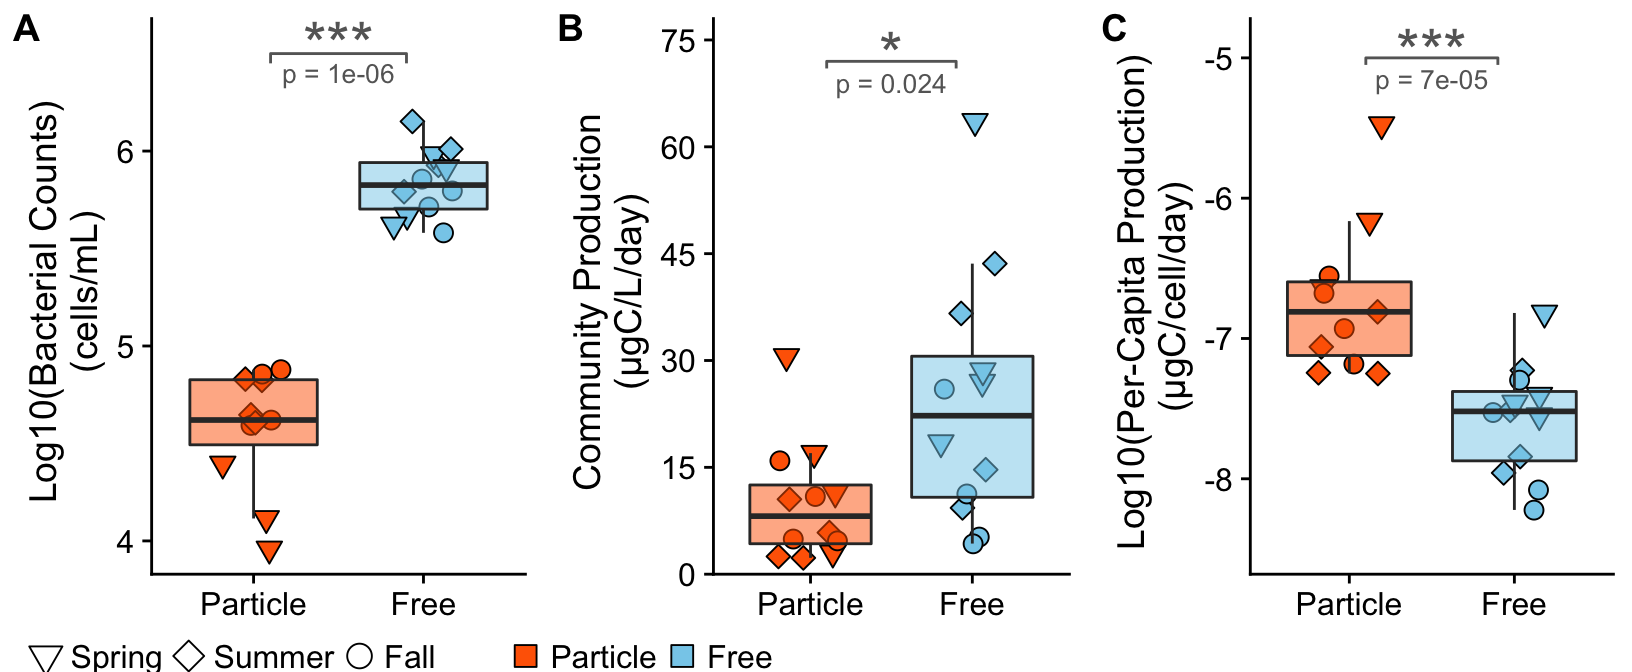 A
Log10(Bacterial Counts)
(cells/mL)
6
5
4
***
p = 1e-06
Particle
Free
B
Community Production
(µgC/L/day)
75
60
45
30
15
0
*
p = 0.024
Particle
Free
C
Log10(Per-Capita Production)
(µgC/cell/day)
-5
-6
-7
-8
***
p = 7e-05
Particle
Free
Spring Summer Fall Particle Free